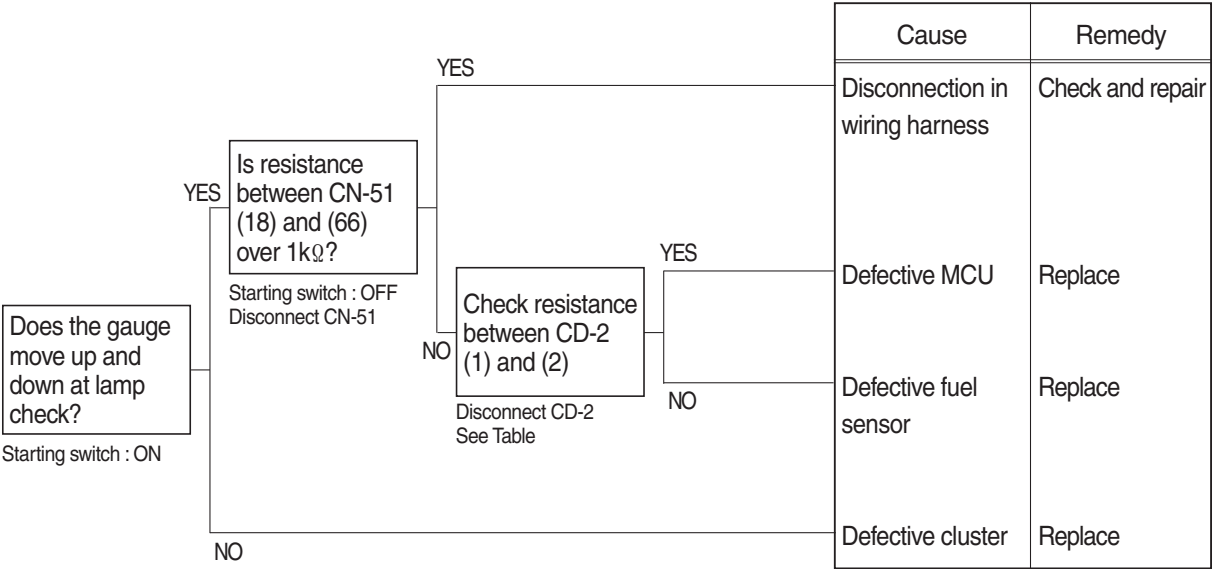 Does the gauge
move up and
down at lamp
check?
Starting switch : ON
YES
NO
Is resistance
between CN-51
(18) and (66)
over 1kΩ?
Starting switch : OFF
Disconnect CN-51
YES
NO
Check resistance
between CD-2
(1) and (2)
Disconnect CD-2
See Table
YES
NO
Cause Remedy
Disconnection in Check and repair
wiring harness
Defective MCU Replace
Defective fuel Replace
sensor
Defective cluster Replace